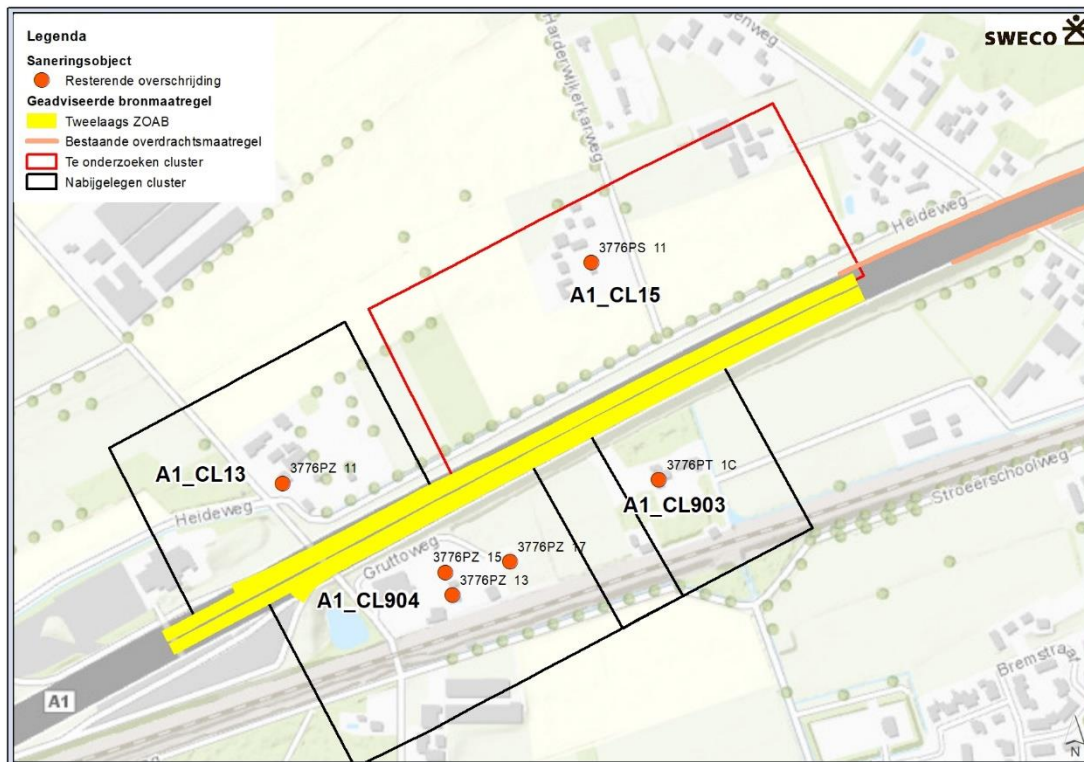 Legenda
Saneringsobject
Resterende overschrijding
Geadviseerde bronmaatregel
Tweelaags ZOAB
Bestaande overdrachtsmaatregel
Te onderzoeken cluster
Nabijgelegen cluster
SWECO
Harderwijkerkarweg
Heideweg
3776PS 11
A1_CL15
3776PZ 11
A1_CL13
Heideweg
3776PT 1C
A1_CL903
Stroeerschoolweg
Gruttoweg
3776PZ 17
3776PZ 15
3776PZ 13
A1_CL904
Bremstraat
A1
N